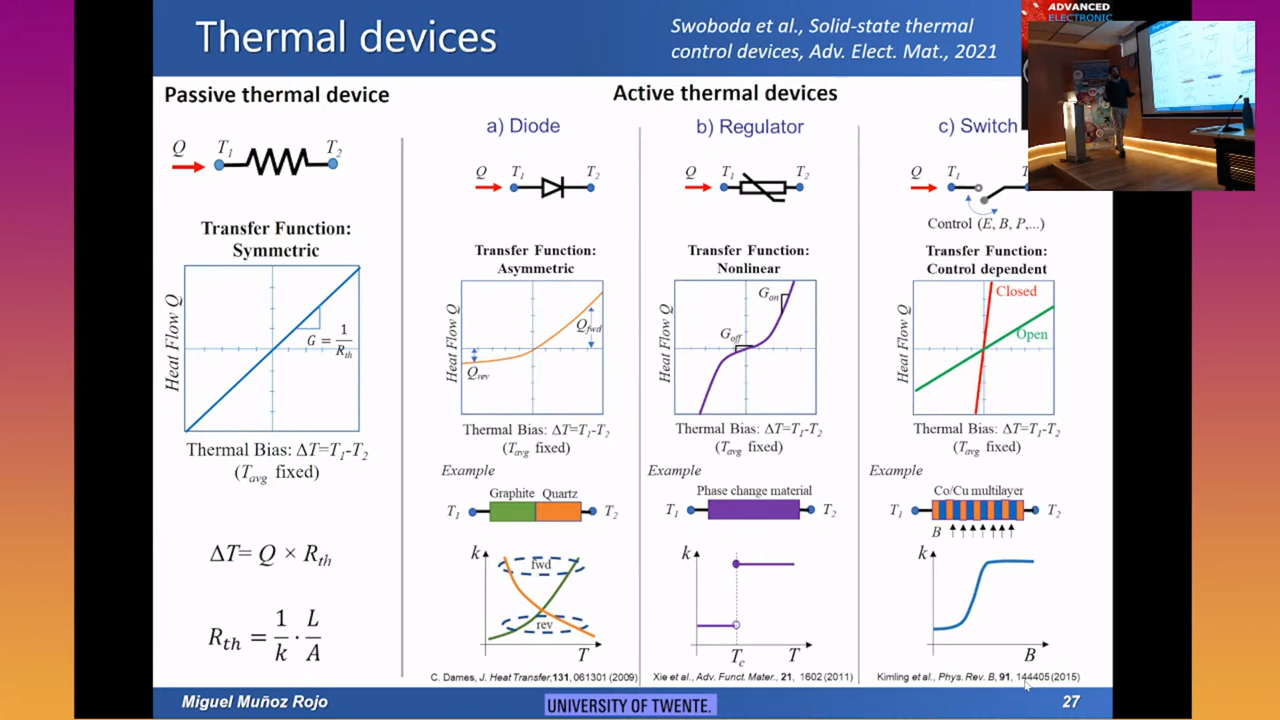 Thermal devices
Swoboda et al., Solid-state thermal
control devices, Adv. Elect. Mat., 2021
ADVANCED
ELECTRONIC
Passive thermal device
Active thermal devices
Q T1 T2
Transfer Function:
Symmetric
Heat Flow Q
G = 1/Rth
Thermal Bias: ΔT=T1-T2
(Tavg fixed)
ΔT= Q × Rth
Rth = 1/k · L/A
a) Diode
Q T1 T2
Transfer Function:
Asymmetric
Heat Flow Q
Qfwd
Qrev
Thermal Bias: ΔT=T1-T2
(Tavg fixed)
Example
Graphite Quartz
T1 T2
k
fwd
rev
T
C. Dames, J. Heat Transfer,131, 061301 (2009)
b) Regulator
Q T1 T2
Transfer Function:
Nonlinear
Heat Flow Q
Gon
Goff
Thermal Bias: ΔT=T1-T2
(Tavg fixed)
Example
Phase change material
T1 T2
k
Tc T
Xie et al., Adv. Funct. Mater., 21, 1602 (2011)
c) Switch
Q T1
Control (E, B, P,...)
Transfer Function:
Control dependent
Heat Flow Q
Closed
Open
Thermal Bias: ΔT=T1-T2
(Tavg fixed)
Example
Co/Cu multilayer
T1 T2
B
k
B
Kimling et al., Phys. Rev. B, 91, 144405 (2015)
Miguel Muñoz Rojo
UNIVERSITY OF TWENTE.
27